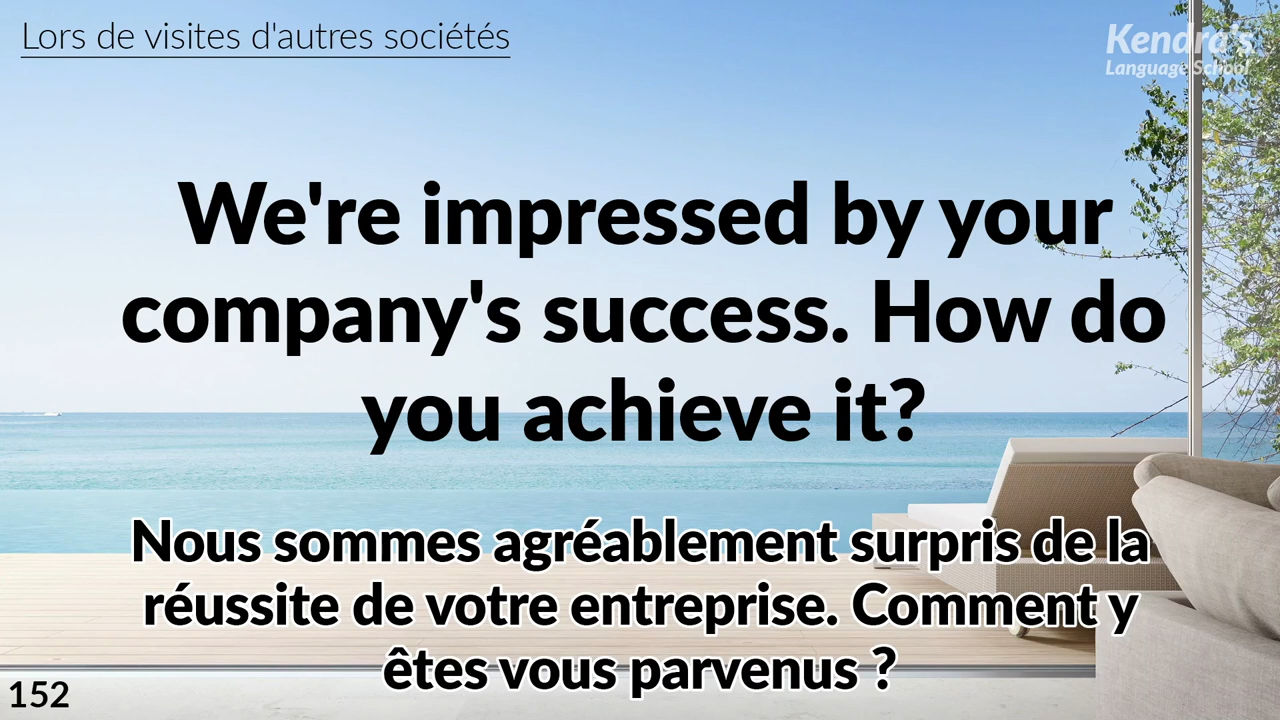 Lors de visites d'autres sociétés
Kendra's
Language School
We're impressed by your
company's success. How do
you achieve it?
Nous sommes agréablement surpris de la
réussite de votre entreprise. Comment y
êtes vous parvenus ?
152